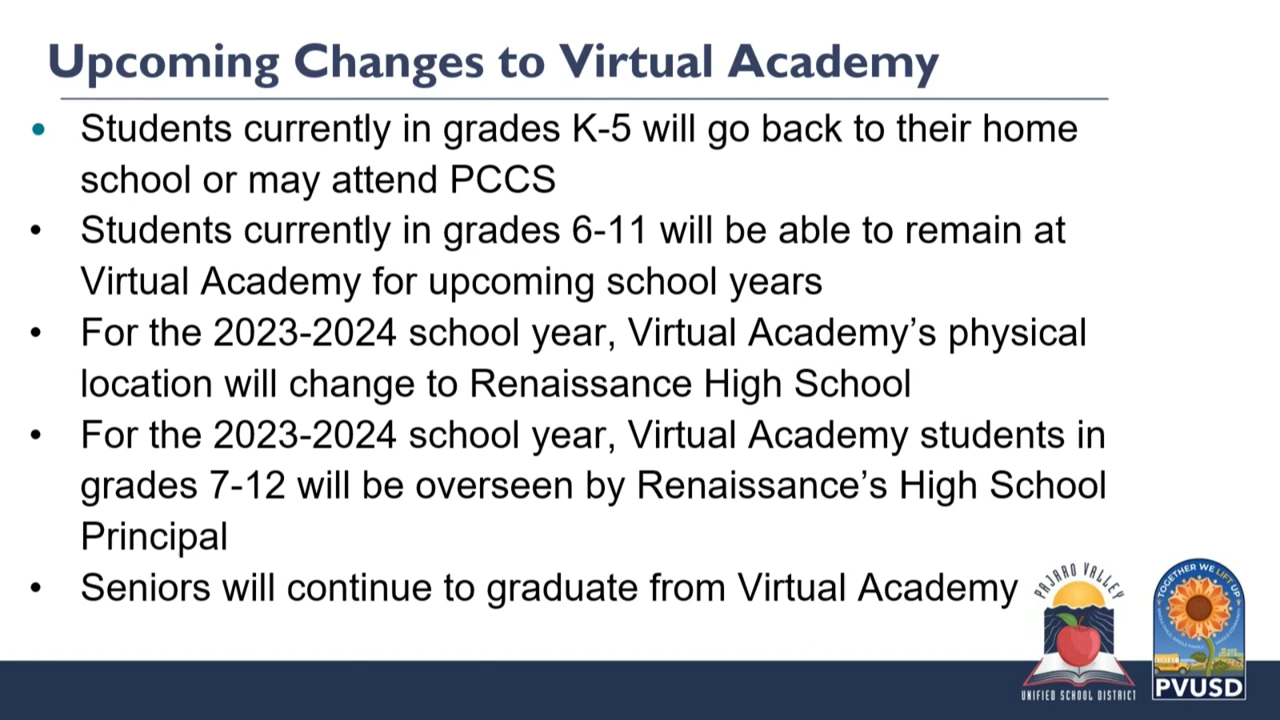 Upcoming Changes to Virtual Academy
• Students currently in grades K-5 will go back to their home
school or may attend PCCS
• Students currently in grades 6-11 will be able to remain at
Virtual Academy for upcoming school years
• For the 2023-2024 school year, Virtual Academy’s physical
location will change to Renaissance High School
• For the 2023-2024 school year, Virtual Academy students in
grades 7-12 will be overseen by Renaissance’s High School
Principal
• Seniors will continue to graduate from Virtual Academy
PAJARO VALLEY
UNIFIED SCHOOL DISTRICT
TOGETHER WE LIFT UP
PVUSD